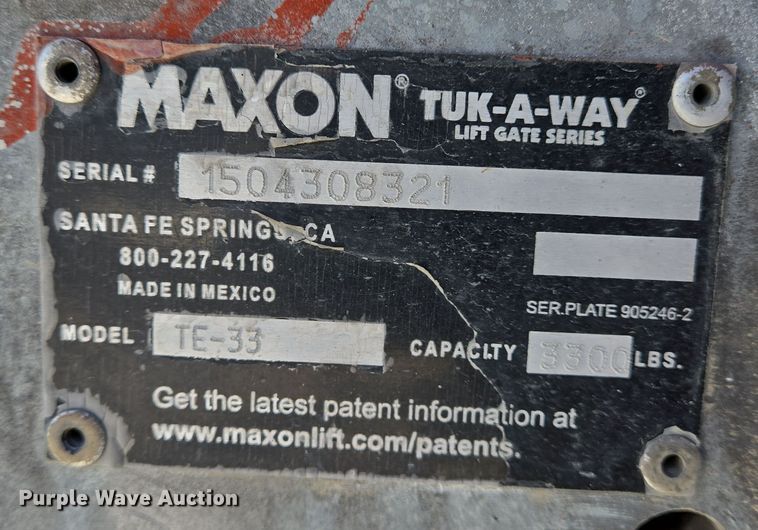 MAXON® TUK-A-WAY®
LIFT GATE SERIES
SERIAL # 1504308321
SANTA FE SPRINGS, CA
800-227-4116
MADE IN MEXICO
SER.PLATE 905246-2
MODEL TE-33 CAPACITY 3300 LBS.
Get the latest patent information at
www.maxonlift.com/patents.
Purple Wave Auction